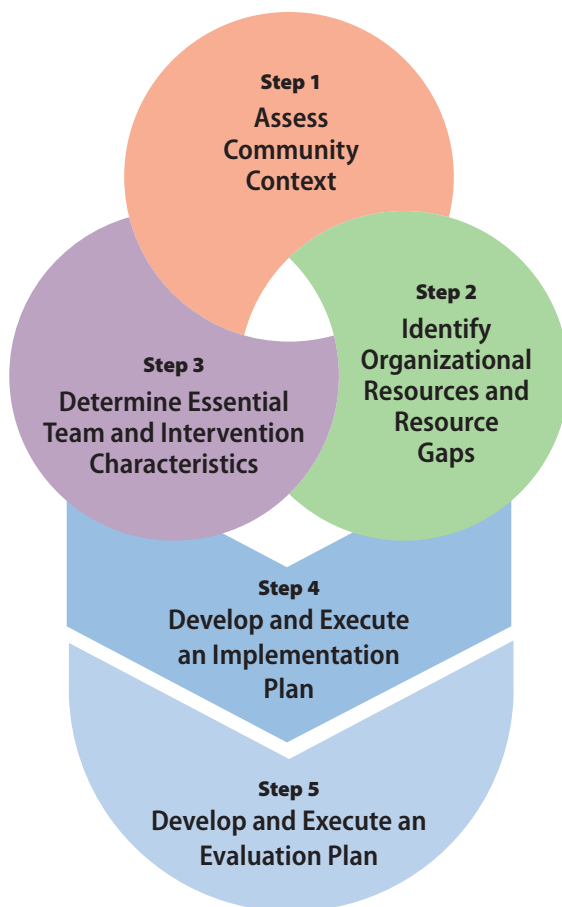 Step 1
Assess
Community
Context
Step 2
Identify
Organizational
Resources and
Resource
Gaps
Step 3
Determine Essential
Team and Intervention
Characteristics
Step 4
Develop and Execute
an Implementation
Plan
Step 5
Develop and Execute an
Evaluation Plan